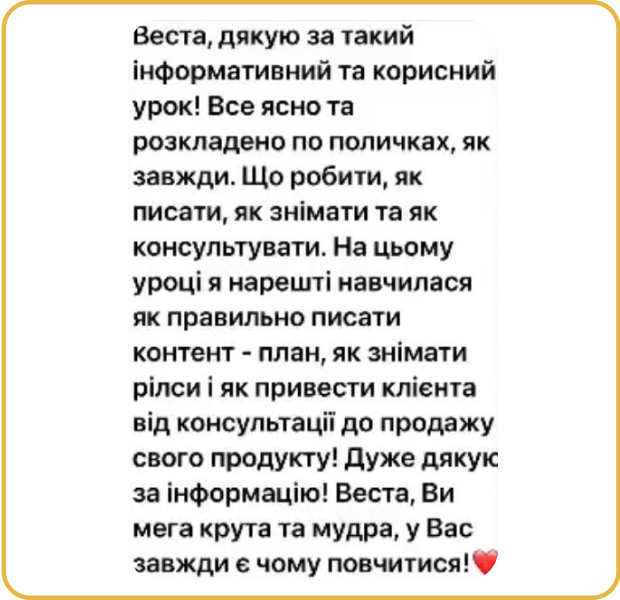 Веста, дякую за такий
інформативний та корисний
урок! Все ясно та
розкладено по поличках, як
завжди. Що робити, як
писати, як знімати та як
консультувати. На цьому
уроці я нарешті навчилася
як правильно писати
контент - план, як знімати
рілси і як привести клієнта
від консультації до продажу
свого продукту! Дуже дякую
за інформацію! Веста, Ви
мега крута та мудра, у Вас
завжди є чому повчитися!❤️